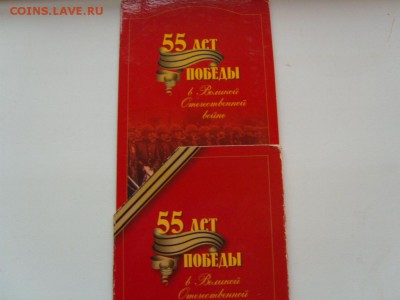 COINS.LAVE.RU
55 лет
ПОБЕДЫ
в Великой
Отечественной
войне
55 лет
ПОБЕДЫ
в Великой
Отечественной